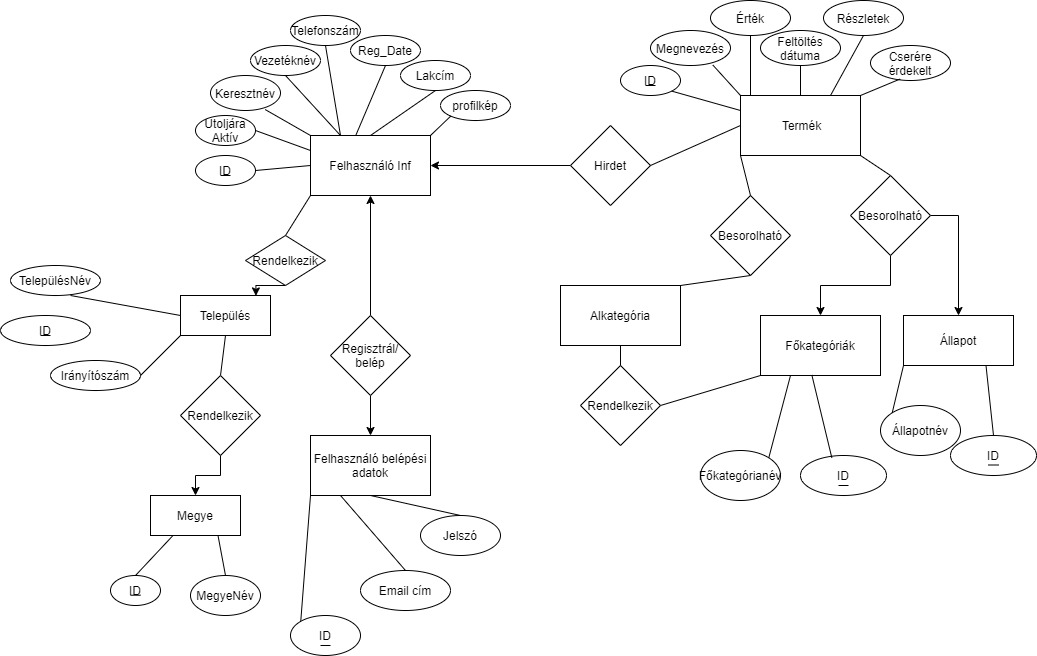 Telefonszám
Vezetéknév
Reg_Date
Keresztnév
Lakcím
profilkép
Utoljára
Aktív
ID
Felhasználó Inf
Érték
Részletek
Megnevezés
Feltöltés
dátuma
Cserére
érdekelt
ID
Termék
Hirdet
Rendelkezik
TelepülésNév
ID
Irányítószám
Település
Rendelkezik
Megye
ID
MegyeNév
Regisztrál/
belép
Felhasználó belépési
adatok
Jelszó
Email cím
ID
Besorolható
Besorolható
Alkategória
Rendelkezik
Főkategóriák
Állapot
Főkategórianév
ID
Állapotnév
ID